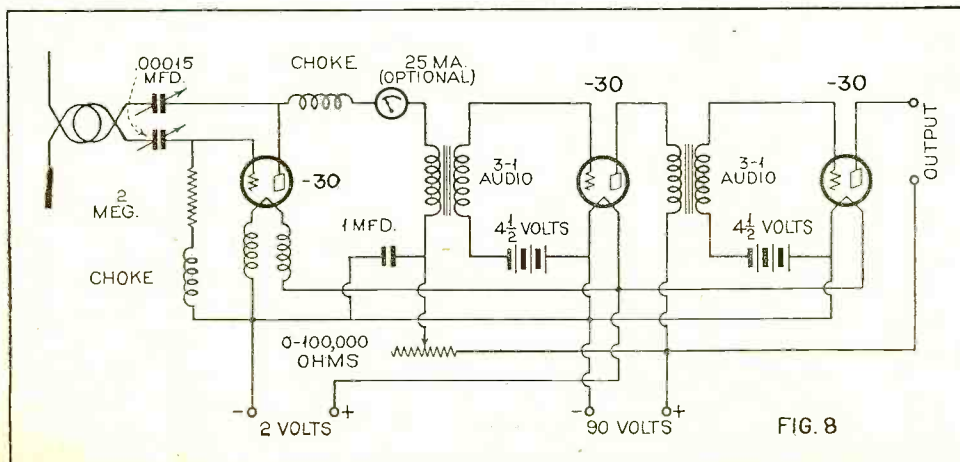 .00015
MFD.
CHOKE
25 MA.
(OPTIONAL)
-30
-30
2
MEG.
-30
3-1
AUDIO
3-1
AUDIO
OUTPUT
1 MFD.
4½ VOLTS
4½ VOLTS
CHOKE
0-100,000
OHMS
- +
2 VOLTS
- +
90 VOLTS
FIG. 8